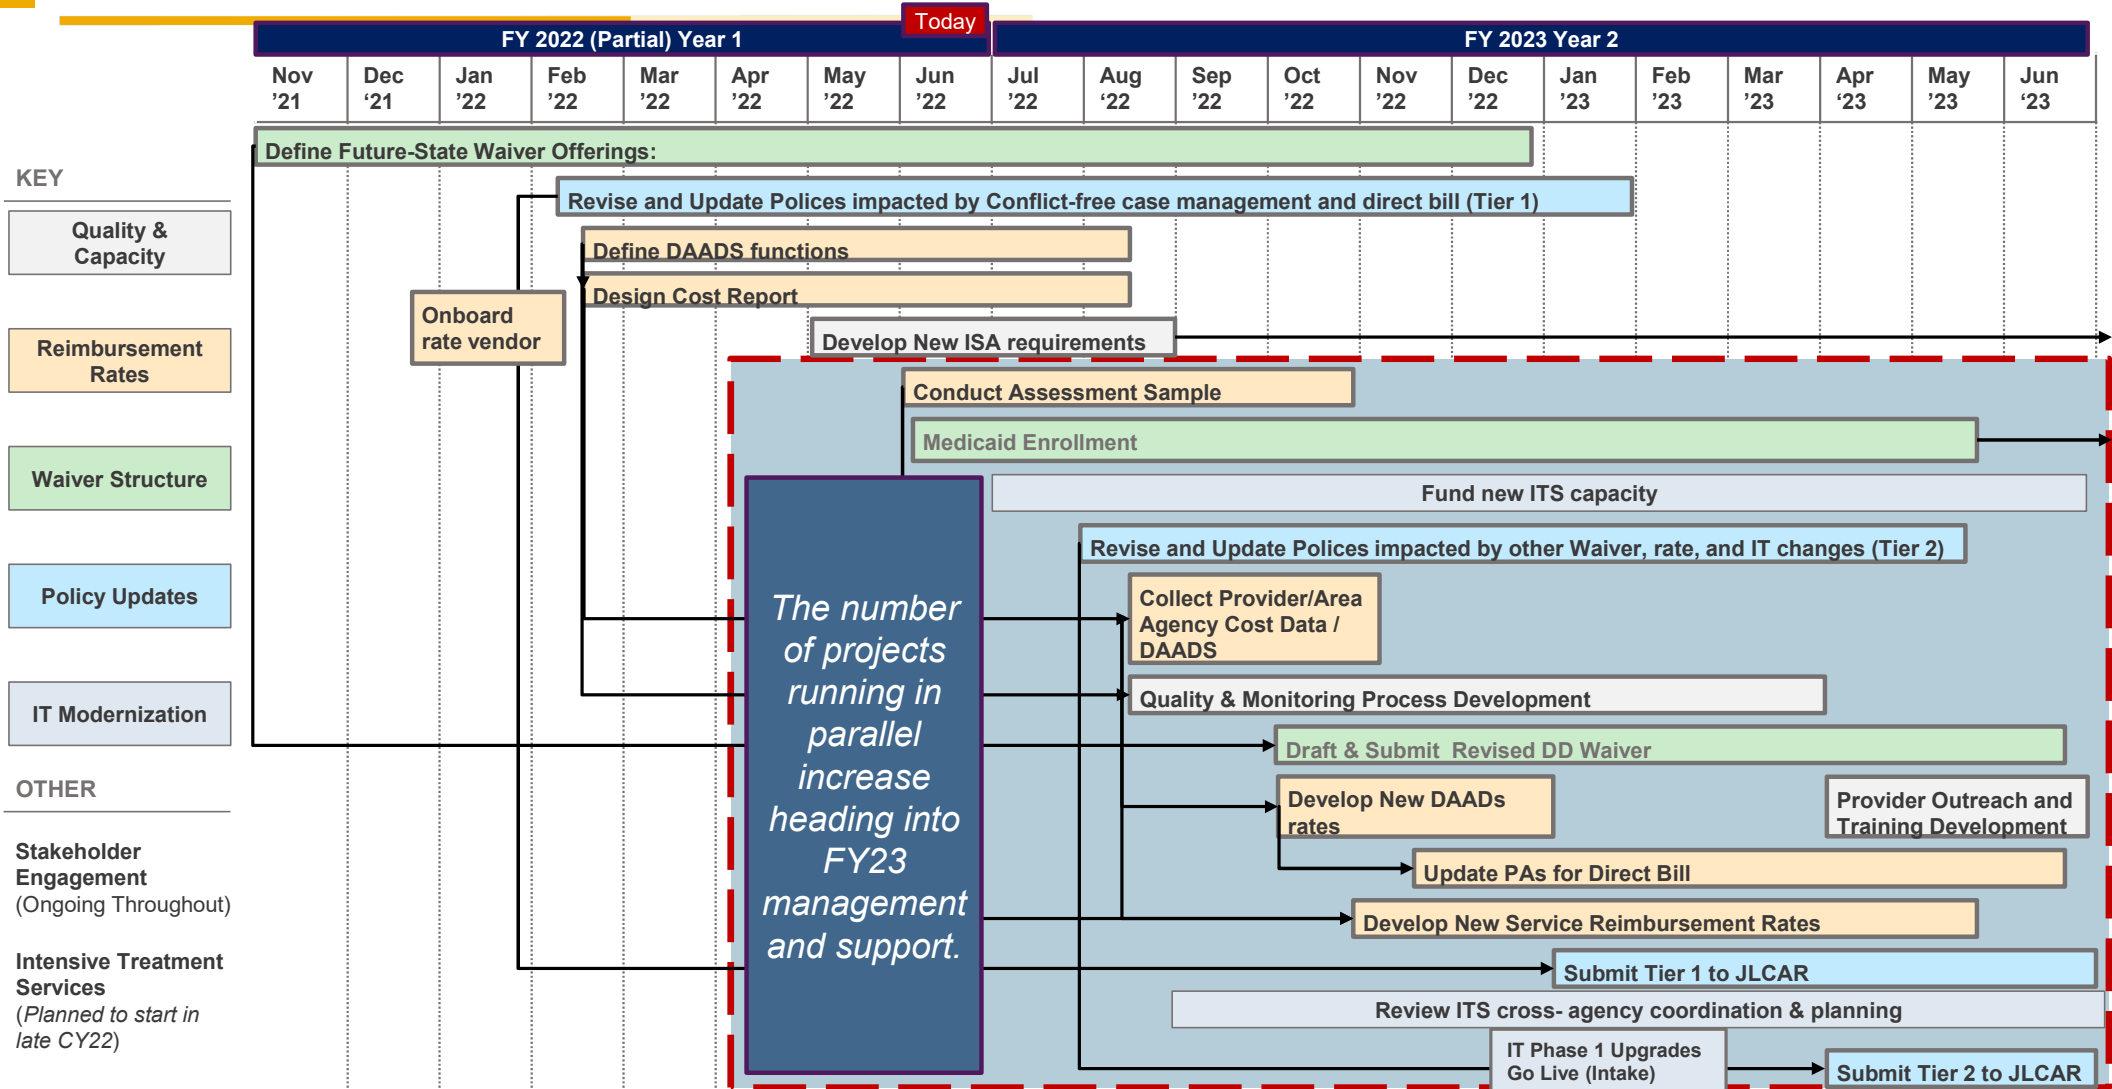 Today
FY 2022 (Partial) Year 1
FY 2023 Year 2
Nov
’21
Dec
‘21
Jan
’22
Feb
’22
Mar
’22
Apr
’22
May
’22
Jun
’22
Jul
’22
Aug
‘22
Sep
’22
Oct
’22
Nov
’22
Dec
’22
Jan
’23
Feb
’23
Mar
’23
Apr
‘23
May
’23
Jun
‘23
Define Future-State Waiver Offerings:
Revise and Update Polices impacted by Conflict-free case management and direct bill (Tier 1)
Define DAADS functions
Design Cost Report
Onboard
rate vendor
Develop New ISA requirements
Conduct Assessment Sample
Medicaid Enrollment
Fund new ITS capacity
Revise and Update Polices impacted by other Waiver, rate, and IT changes (Tier 2)
Collect Provider/Area
Agency Cost Data /
DAADS
Quality & Monitoring Process Development
Draft & Submit Revised DD Waiver
Develop New DAADs
rates
Provider Outreach and
Training Development
Update PAs for Direct Bill
Develop New Service Reimbursement Rates
Submit Tier 1 to JLCAR
Review ITS cross- agency coordination & planning
IT Phase 1 Upgrades
Go Live (Intake)
Submit Tier 2 to JLCAR
The number
of projects
running in
parallel
increase
heading into
FY23
management
and support.
KEY
Quality &
Capacity
Reimbursement
Rates
Waiver Structure
Policy Updates
IT Modernization
OTHER
Stakeholder
Engagement
(Ongoing Throughout)
Intensive Treatment
Services
(Planned to start in
late CY22)